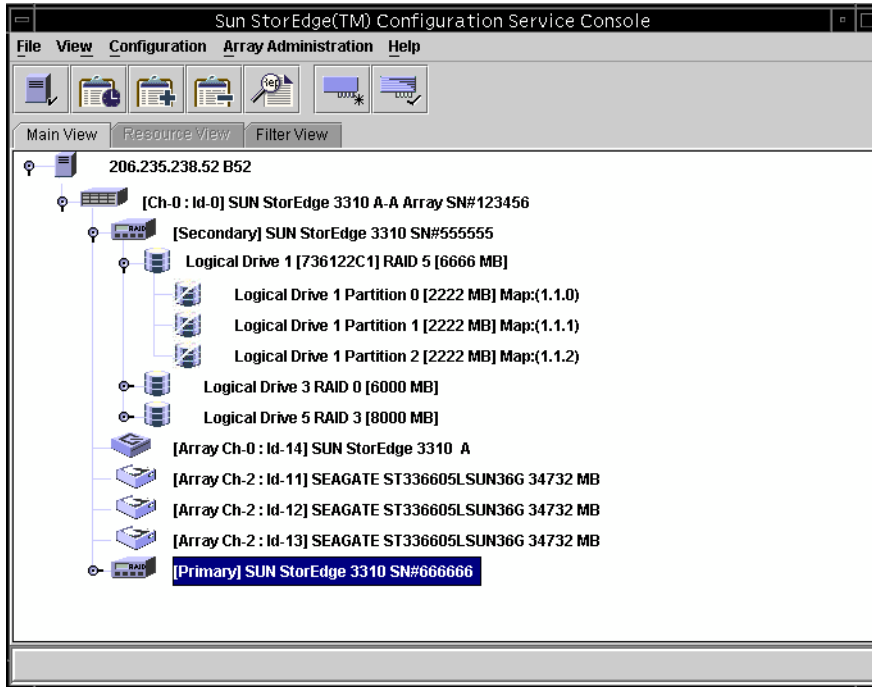 Sun StorEdge(TM) Configuration Service Console
File View Configuration Array Administration Help
rep
Main View Resource View Filter View
206.235.238.52 B52
[Ch-0 : Id-0] SUN StorEdge 3310 A-A Array SN#123456
RAID [Secondary] SUN StorEdge 3310 SN#555555
Logical Drive 1 [736122C1] RAID 5 [6666 MB]
Logical Drive 1 Partition 0 [2222 MB] Map:(1.1.0)
Logical Drive 1 Partition 1 [2222 MB] Map:(1.1.1)
Logical Drive 1 Partition 2 [2222 MB] Map:(1.1.2)
Logical Drive 3 RAID 0 [6000 MB]
Logical Drive 5 RAID 3 [8000 MB]
[Array Ch-0 : Id-14] SUN StorEdge 3310 A
[Array Ch-2 : Id-11] SEAGATE ST336605LSUN36G 34732 MB
[Array Ch-2 : Id-12] SEAGATE ST336605LSUN36G 34732 MB
[Array Ch-2 : Id-13] SEAGATE ST336605LSUN36G 34732 MB
RAID [Primary] SUN StorEdge 3310 SN#666666